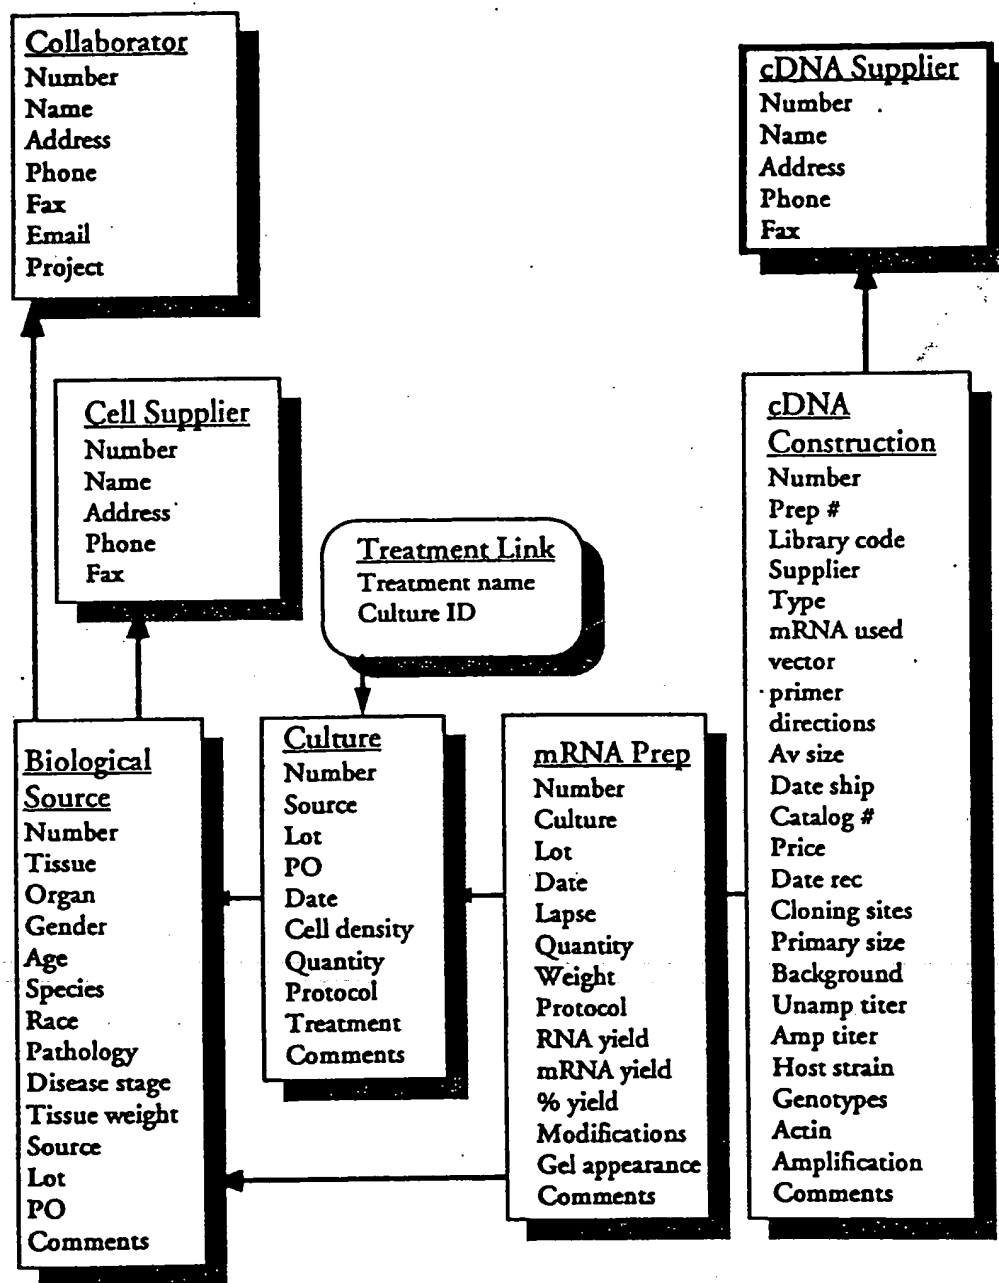 Collaborator
Number
Name
Address
Phone
Fax
Email
Project
cDNA Supplier
Number
Name
Address
Phone
Fax
Cell Supplier
Number
Name
Address
Phone
Fax
Treatment Link
Treatment name
Culture ID
cDNA
Construction
Number
Prep #
Library code
Supplier
Type
mRNA used
vector
primer
directions
Av size
Date ship
Catalog #
Price
Date rec
Cloning sites
Primary size
Background
Unamp titer
Amp titer
Host strain
Genotypes
Actin
Amplification
Comments
Biological
Source
Number
Tissue
Organ
Gender
Age
Species
Race
Pathology
Disease stage
Tissue weight
Source
Lot
PO
Comments
Culture
Number
Source
Lot
PO
Date
Cell density
Quantity
Protocol
Treatment
Comments
mRNA Prep
Number
Culture
Lot
Date
Lapse
Quantity
Weight
Protocol
RNA yield
mRNA yield
% yield
Modifications
Gel appearance
Comments